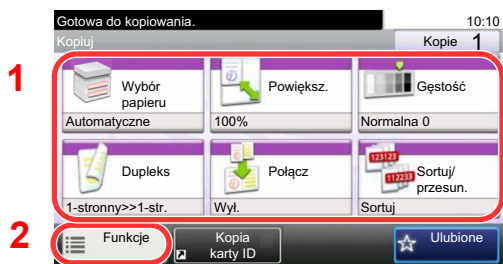 Gotowa do kopiowania.
10:10
Kopiuj
Kopie 1
1
Wybór
papieru
Automatyczne
Powiększ.
100%
Gęstość
Normalna 0
Dupleks
1-stronny>>1-str.
Połącz
Wył.
123123
112233
Sortuj/
przesun.
Sortuj
2
Funkcje
Kopia
karty ID
Ulubione